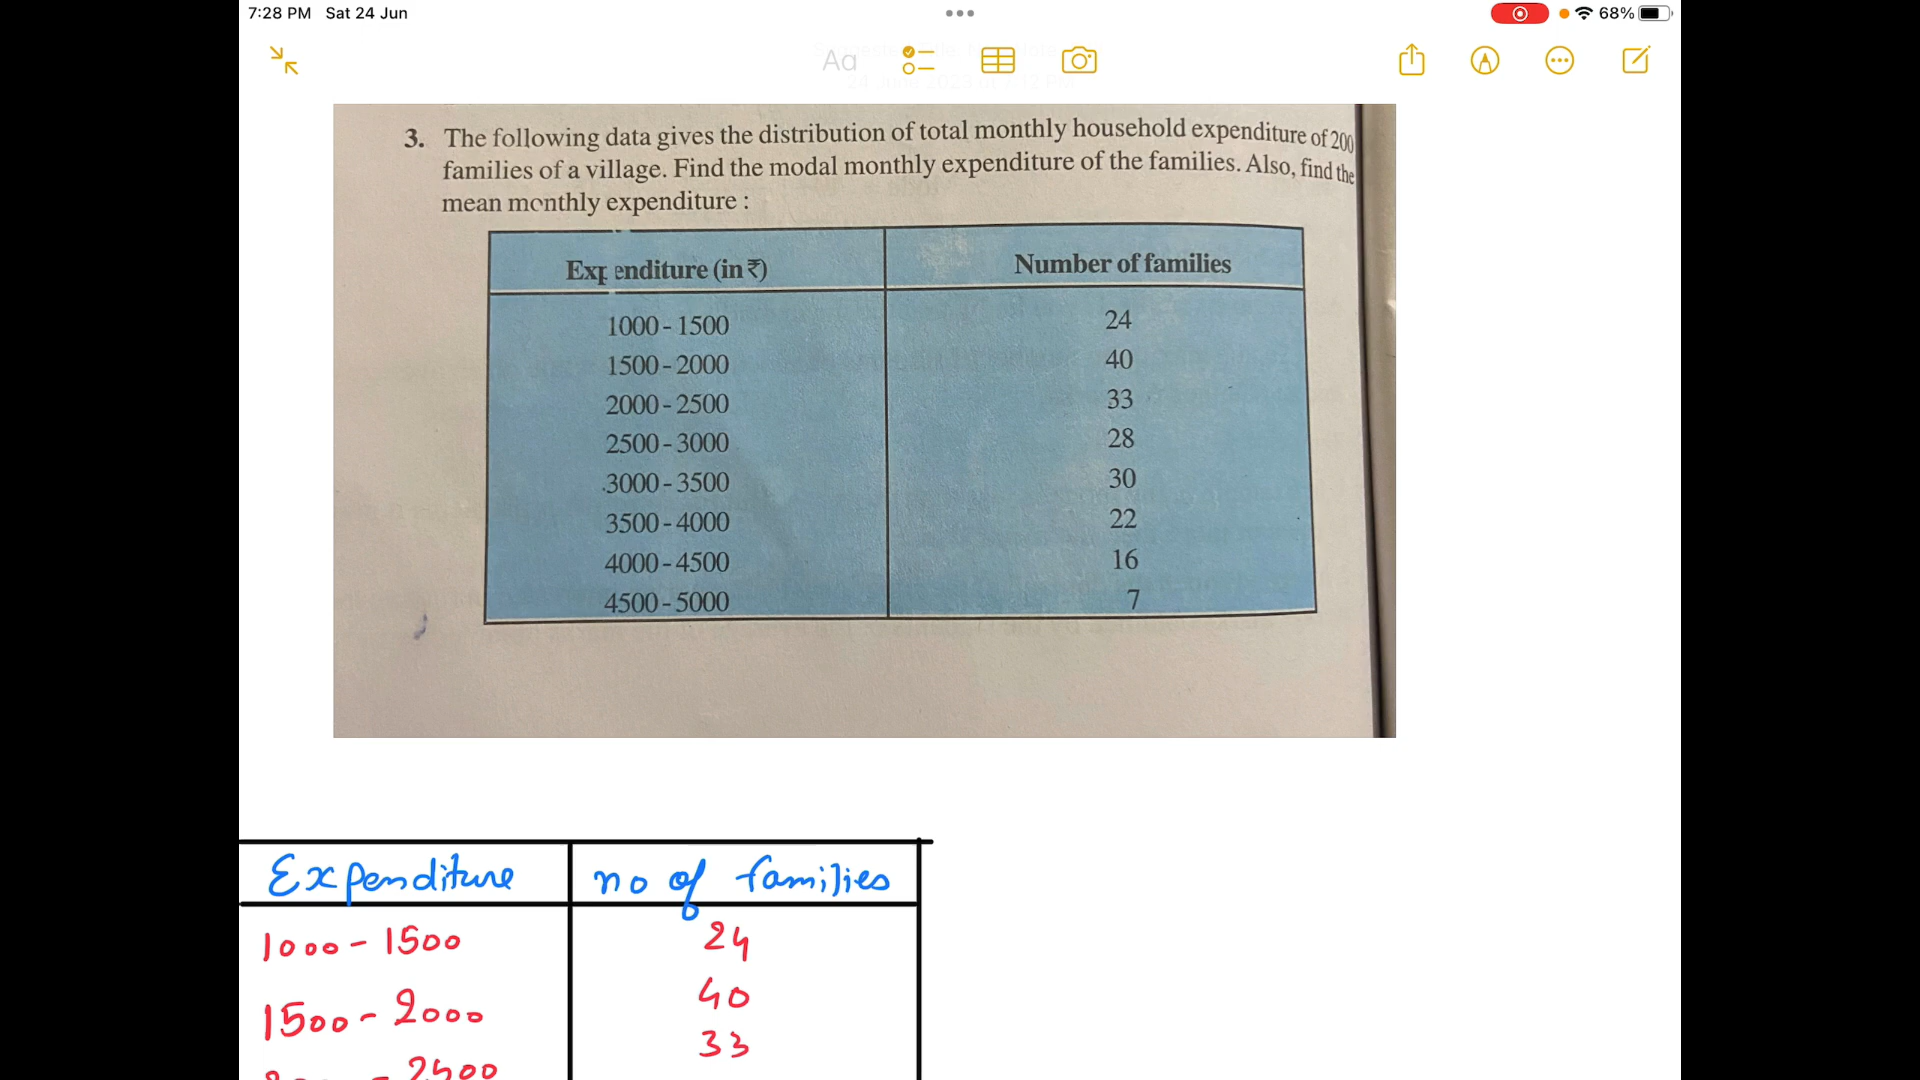 7:28 PM Sat 24 Jun
68%
Aa
3. The following data gives the distribution of total monthly household expenditure of 200
families of a village. Find the modal monthly expenditure of the families. Also, find the
mean monthly expenditure :
Expenditure (in ₹) Number of families
1000 - 1500 24
1500 - 2000 40
2000 - 2500 33
2500 - 3000 28
3000 - 3500 30
3500 - 4000 22
4000 - 4500 16
4500 - 5000 7
Expenditure no of families
1000 - 1500 24
1500 - 2000 40
33
- 2500